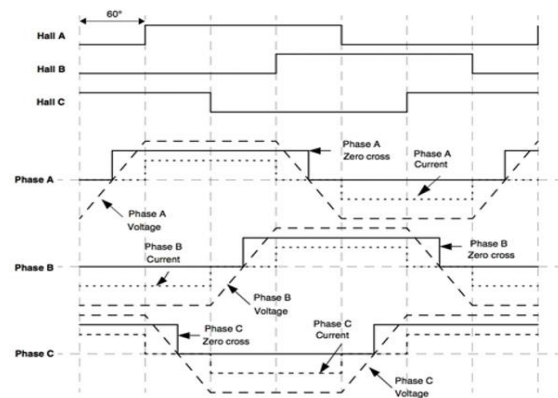 60°
Hall A
Hall B
Hall C
Phase A
Zero cross
Phase A
Current
Phase A
Phase A
Voltage
Phase B
Current
Phase B
Zero cross
Phase B
Phase B
Voltage
Phase C
Zero cross
Phase C
Current
Phase C
Phase C
Voltage